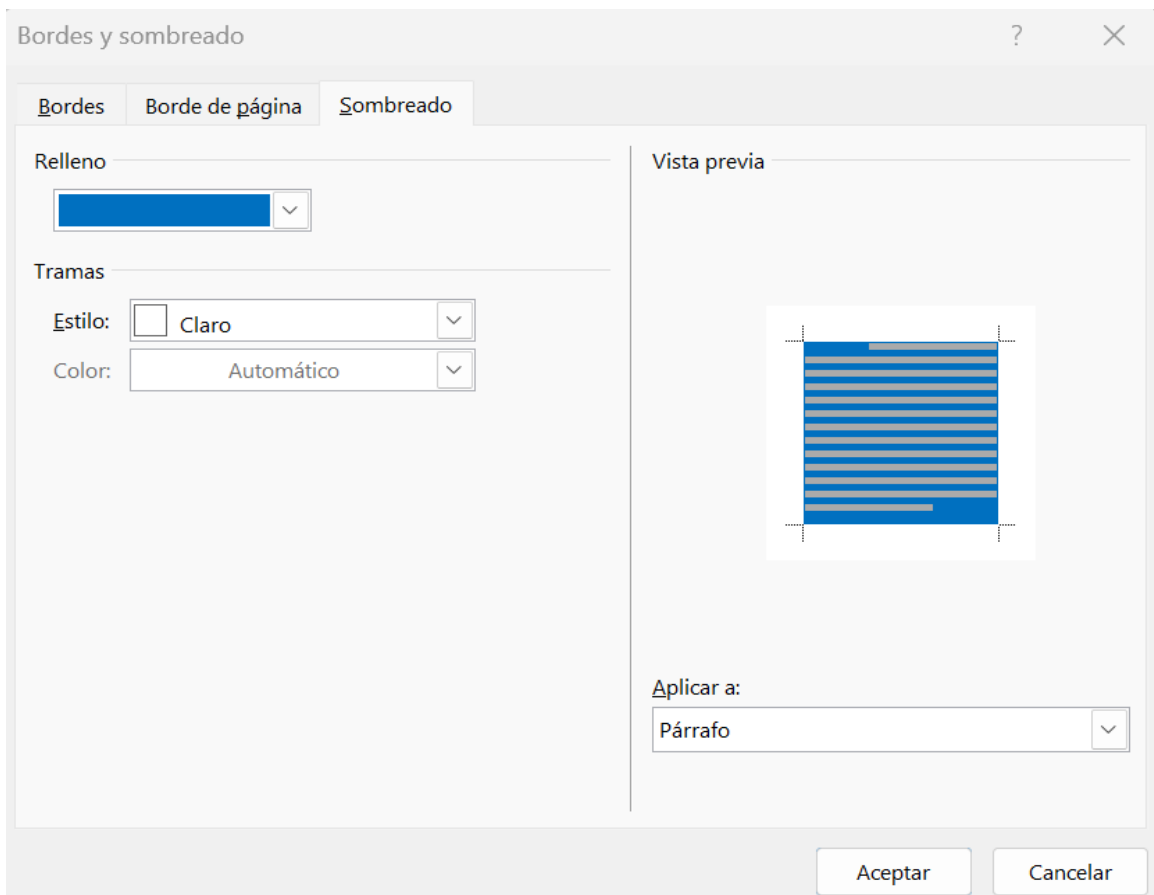 Bordes y sombreado
Bordes
Borde de página
Sombreado
Relleno
Tramas
Estilo:
Claro
Color:
Automático
Vista previa
Aplicar a:
Párrafo
Aceptar
Cancelar